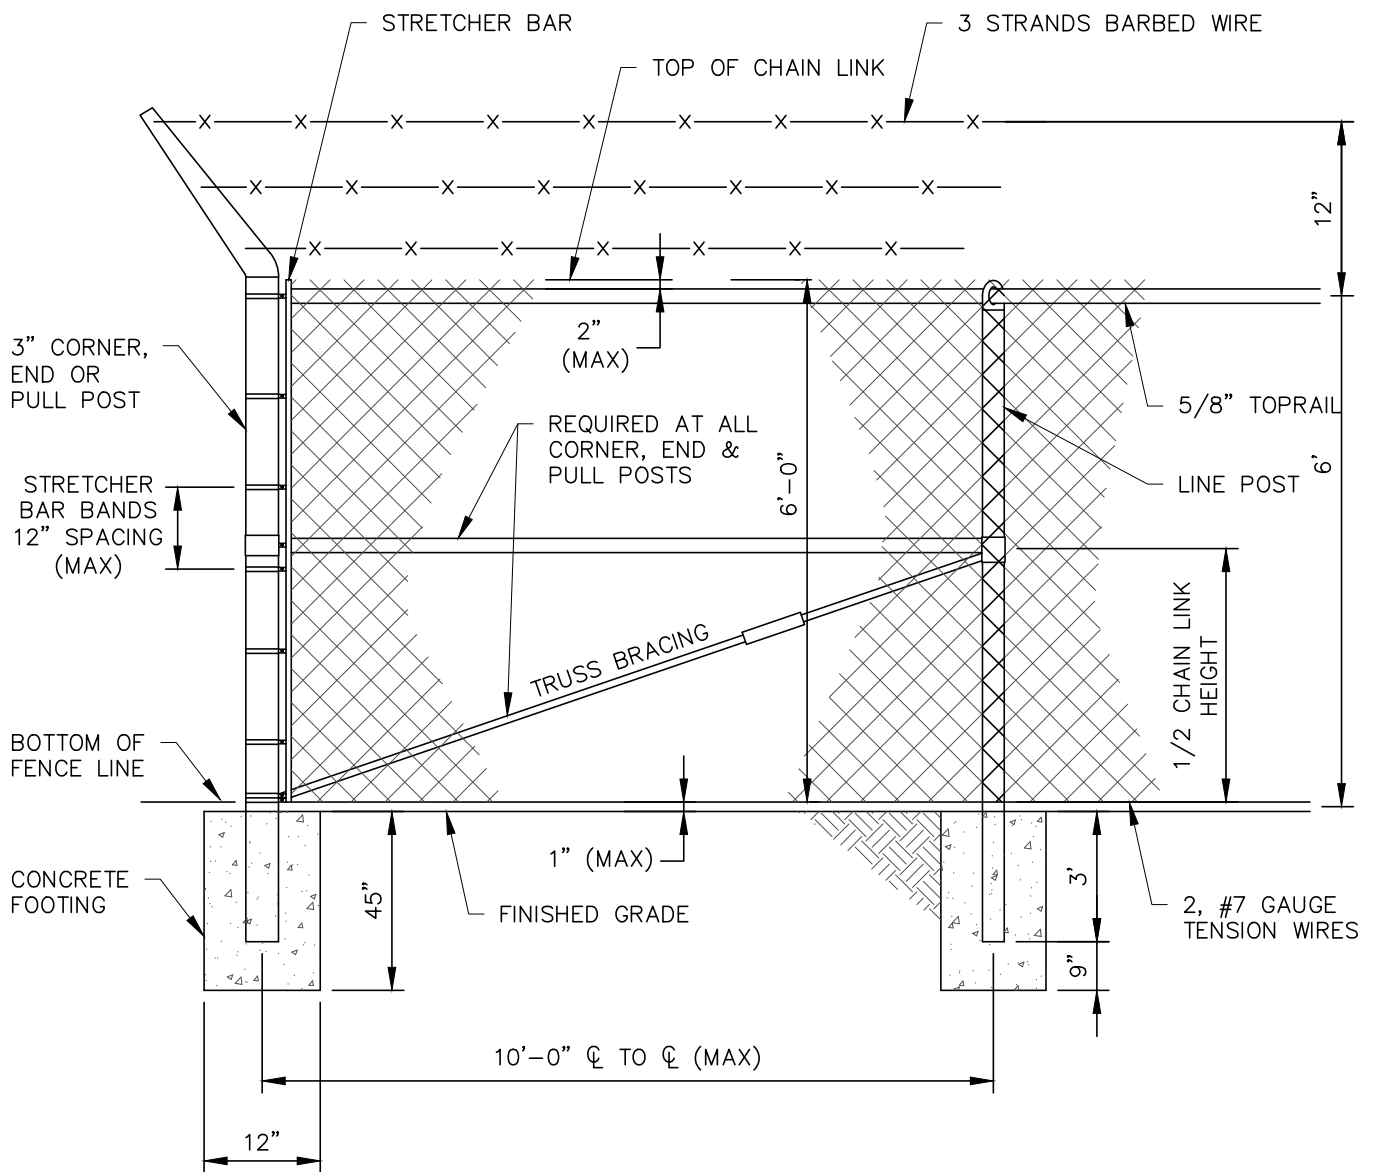 STRETCHER BAR
3 STRANDS BARBED WIRE
TOP OF CHAIN LINK
12"
3" CORNER,
END OR
PULL POST
2"
(MAX)
5/8" TOPRAIL
REQUIRED AT ALL
CORNER, END &
PULL POSTS
6'-0"
6'
LINE POST
STRETCHER
BAR BANDS
12" SPACING
(MAX)
TRUSS BRACING
1/2 CHAIN LINK
HEIGHT
BOTTOM OF
FENCE LINE
1" (MAX)
CONCRETE
FOOTING
45"
FINISHED GRADE
3'
2, #7 GAUGE
TENSION WIRES
9"
10'-0" ℄ TO ℄ (MAX)
12"